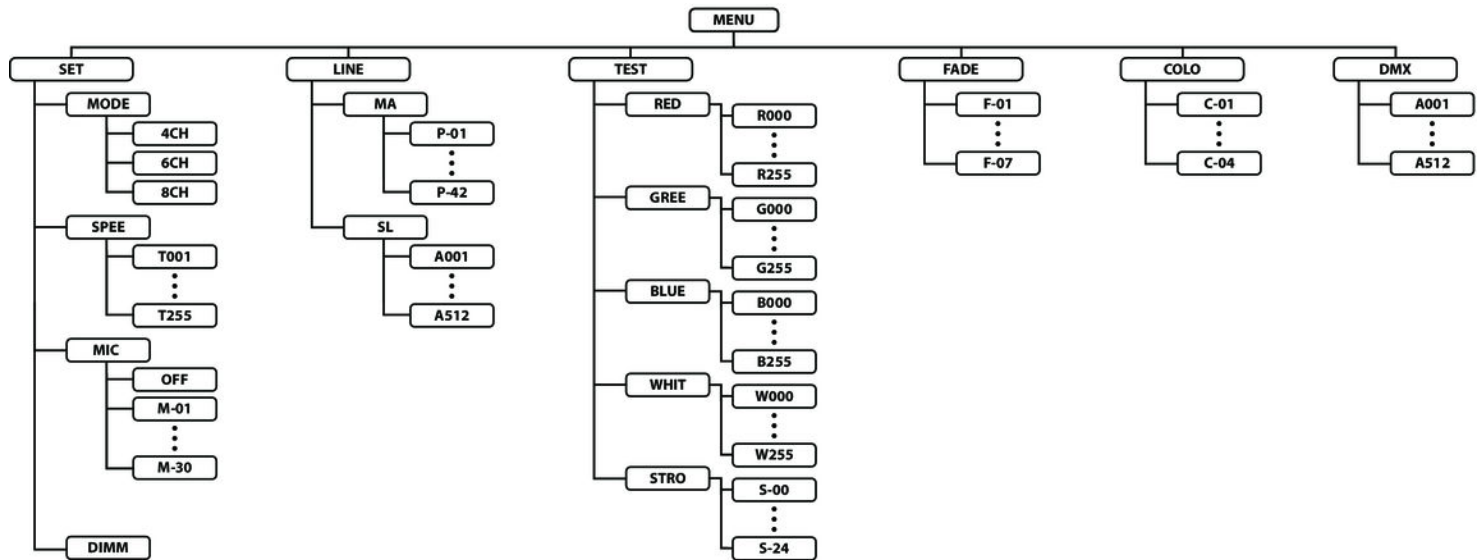 MENU
SET
MODE
4CH
6CH
8CH
SPEE
T001
T255
MIC
OFF
M-01
M-30
DIMM
LINE
MA
P-01
P-42
SL
A001
A512
TEST
RED
R000
R255
GREE
G000
G255
BLUE
B000
B255
WHIT
W000
W255
STRO
S-00
S-24
FADE
F-01
F-07
COLO
C-01
C-04
DMX
A001
A512